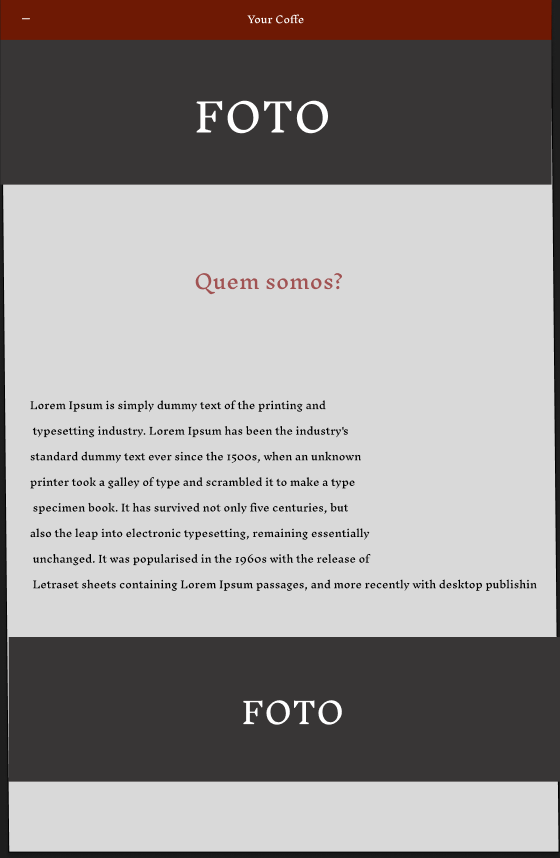 Your Coffe
FOTO
Quem somos?
Lorem Ipsum is simply dummy text of the printing and
typesetting industry. Lorem Ipsum has been the industry's
standard dummy text ever since the 1500s, when an unknown
printer took a galley of type and scrambled it to make a type
specimen book. It has survived not only five centuries, but
also the leap into electronic typesetting, remaining essentially
unchanged. It was popularised in the 1960s with the release of
Letraset sheets containing Lorem Ipsum passages, and more recently with desktop publishin
FOTO